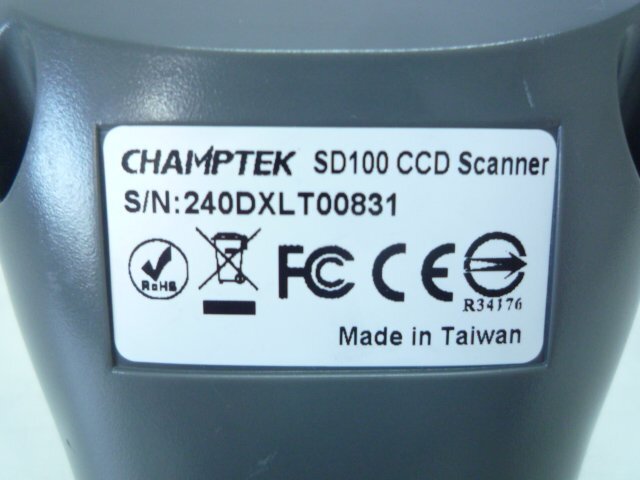 CHAMPTEK SD100 CCD Scanner
S/N:240DXLT00831
RoHS FC CE
R34176
Made in Taiwan